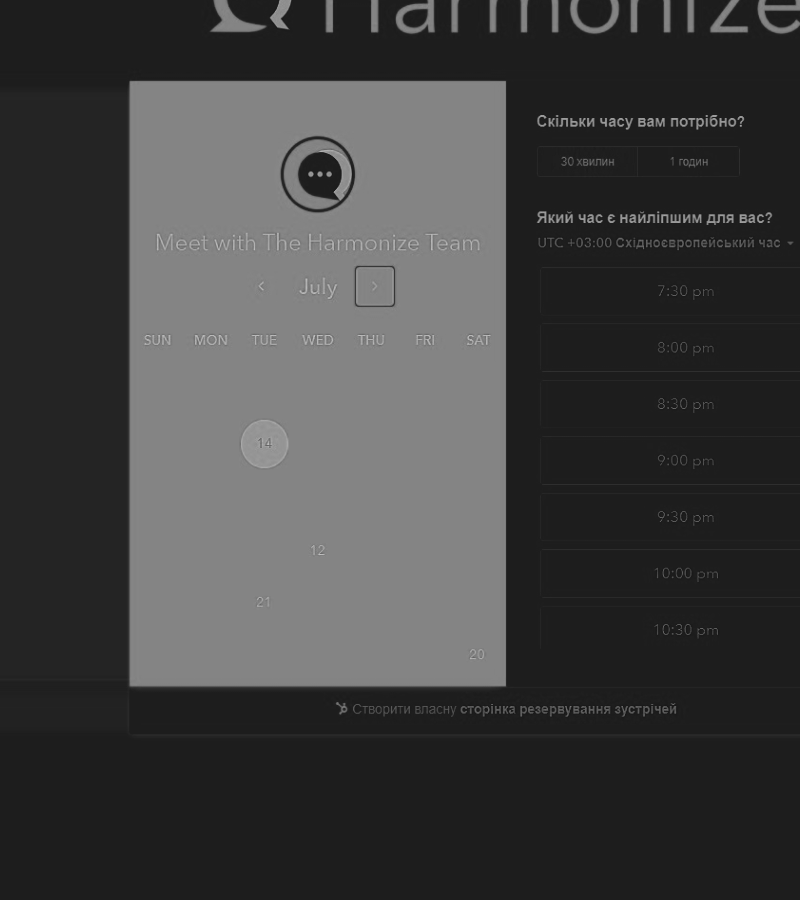 Harmonize
Meet with The Harmonize Team
July
SUN MON TUE WED THU FRI SAT
14
12
21
20
Скільки часу вам потрібно?
30 хвилин 1 годин
Який час є найліпшим для вас?
UTC +03:00 Східноєвропейський час
7:30 pm
8:00 pm
8:30 pm
9:00 pm
9:30 pm
10:00 pm
10:30 pm
Створити власну сторінка резервування зустрічей